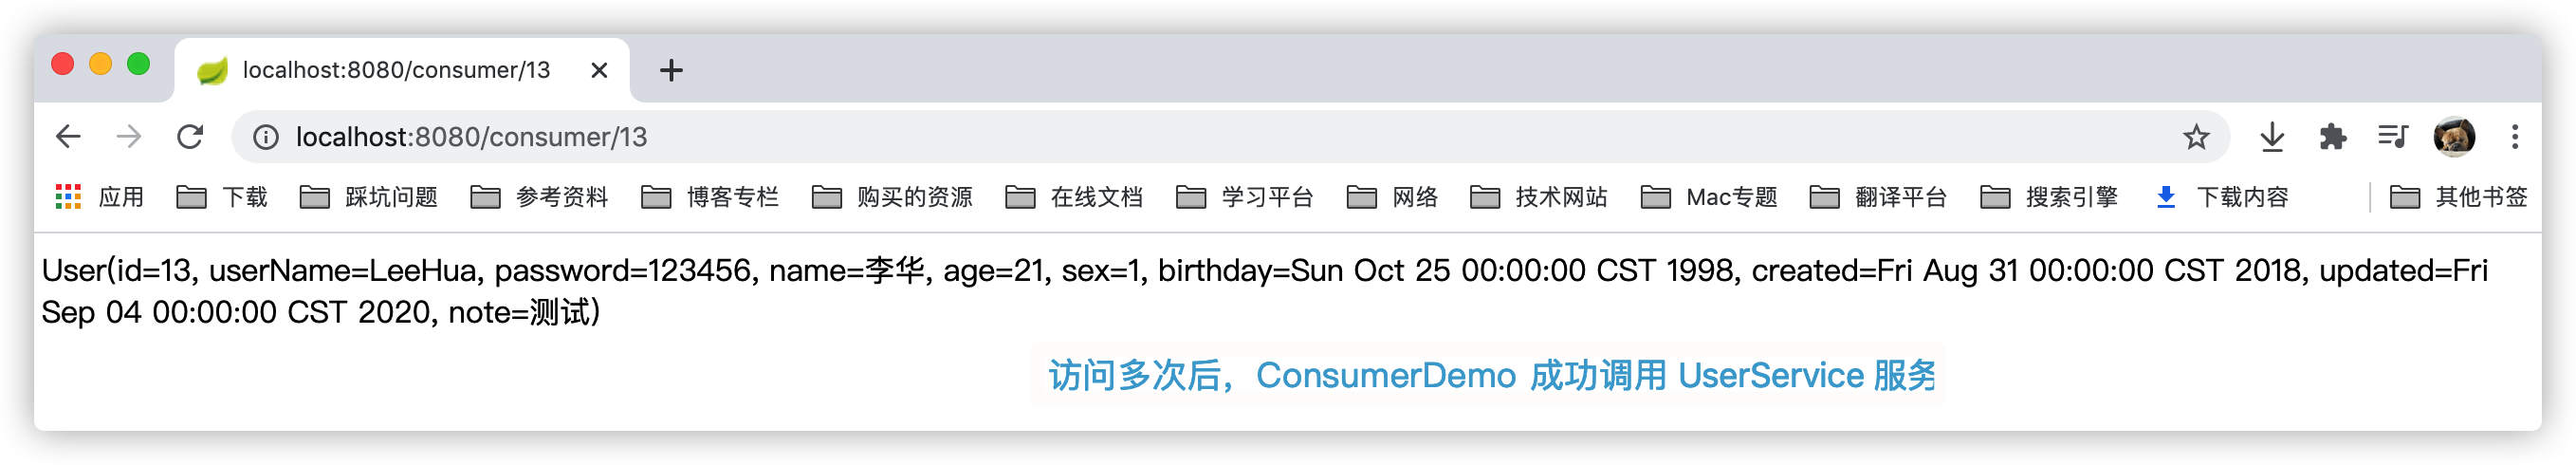 localhost:8080/consumer/13
localhost:8080/consumer/13
应用 下载 踩坑问题 参考资料 博客专栏 购买的资源 在线文档 学习平台 网络 技术网站 Mac专题 翻译平台 搜索引擎 下载内容 其他书签
User(id=13, userName=LeeHua, password=123456, name=李华, age=21, sex=1, birthday=Sun Oct 25 00:00:00 CST 1998, created=Fri Aug 31 00:00:00 CST 2018, updated=Fri
Sep 04 00:00:00 CST 2020, note=测试)
访问多次后，ConsumerDemo 成功调用 UserService 服务